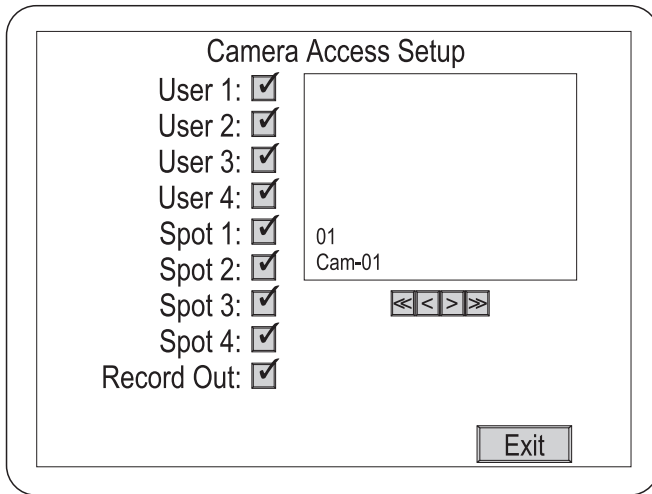 Camera Access Setup
User 1:
User 2:
User 3:
User 4:
Spot 1:
Spot 2:
Spot 3:
Spot 4:
Record Out:
01
Cam-01
≪ < > ≫
Exit